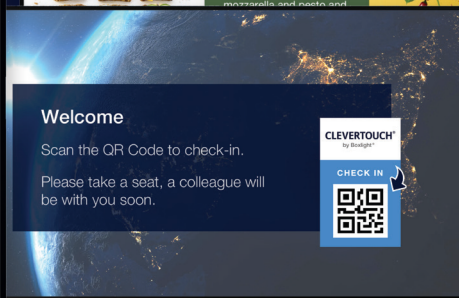 mozzarella and pesto and
Welcome
Scan the QR Code to check-in.
Please take a seat, a colleague will
be with you soon.
CLEVERTOUCH®
by Boxlight®
CHECK IN